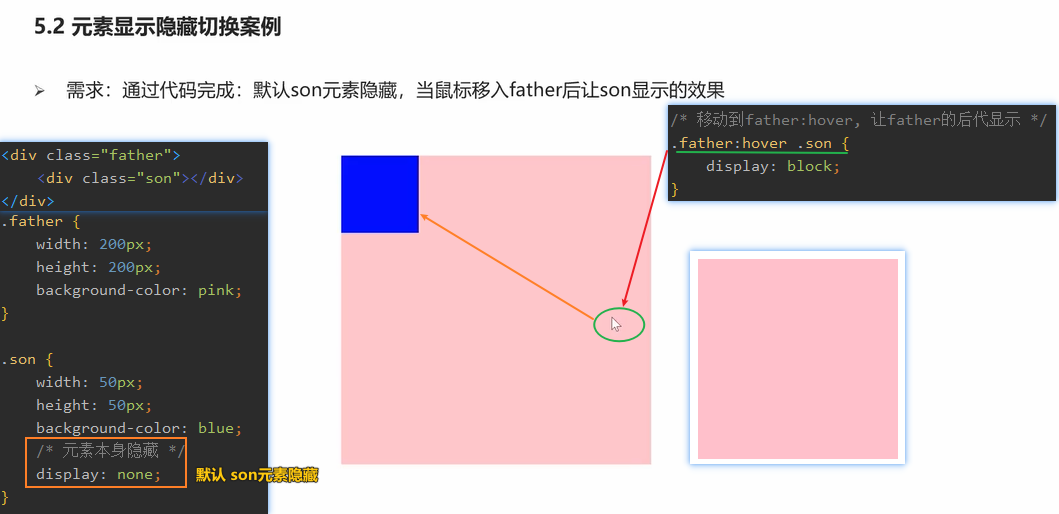 5.2 元素显示隐藏切换案例
➢ 需求：通过代码完成：默认son元素隐藏，当鼠标移入father后让son显示的效果
/* 移动到father:hover, 让father的后代显示 */
.father:hover .son {
display: block;
}
<div class="father">
<div class="son"></div>
</div>
.father {
width: 200px;
height: 200px;
background-color: pink;
}
.son {
width: 50px;
height: 50px;
background-color: blue;
/* 元素本身隐藏 */
display: none;
默认 son元素隐藏
}